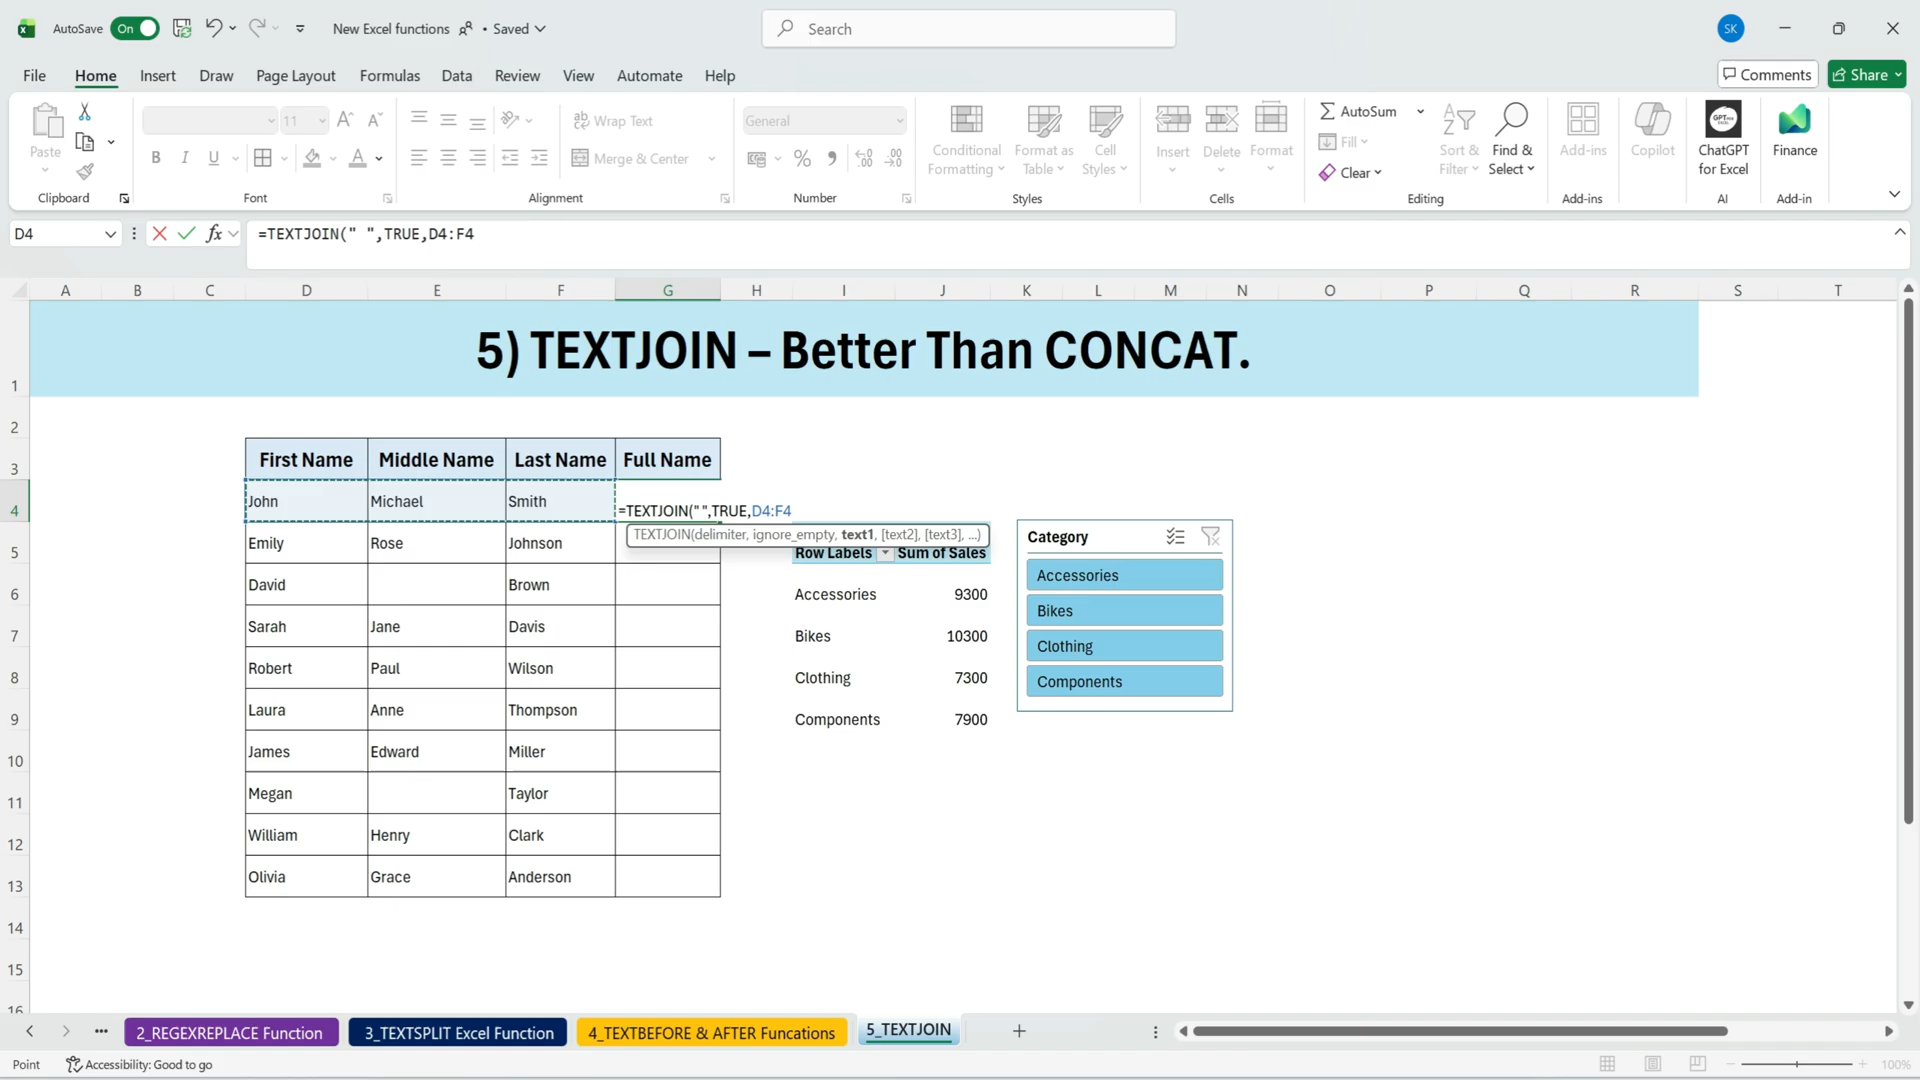 AutoSave On New Excel functions • Saved Search SK
File Home Insert Draw Page Layout Formulas Data Review View Automate Help Comments Share
Paste 11 B I U Wrap Text Merge & Center General % Conditional Formatting Format as Table Cell Styles Insert Delete Format AutoSum Fill Clear Sort & Filter Find & Select Add-ins Copilot ChatGPT for Excel Finance
Clipboard Font Alignment Number Styles Cells Editing Add-ins AI Add-in
D4 fx =TEXTJOIN(" ",TRUE,D4:F4
A B C D E F G H I J K L M N O P Q R S T
1 5) TEXTJOIN – Better Than CONCAT.
2
3 First Name Middle Name Last Name Full Name
4 John Michael Smith =TEXTJOIN(" ",TRUE,D4:F4
TEXTJOIN(delimiter, ignore_empty, text1, [text2], [text3], ...)
5 Emily Rose Johnson Row Labels Sum of Sales Category
6 David Brown Accessories 9300 Accessories
Bikes
7 Sarah Jane Davis Bikes 10300 Clothing
8 Robert Paul Wilson Clothing 7300 Components
9 Laura Anne Thompson Components 7900
10 James Edward Miller
11 Megan Taylor
12 William Henry Clark
13 Olivia Grace Anderson
14
15
16
2_REGEXREPLACE Function 3_TEXTSPLIT Excel Function 4_TEXTBEFORE & AFTER Funcations 5_TEXTJOIN
Point Accessibility: Good to go 100%